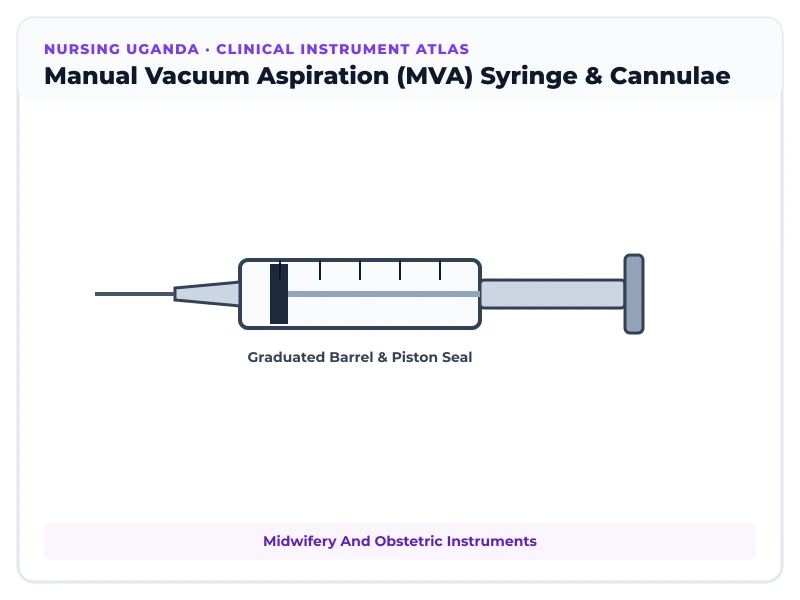 NURSING UGANDA · CLINICAL INSTRUMENT ATLAS
Manual Vacuum Aspiration (MVA) Syringe & Cannulae
Graduated Barrel & Piston Seal
Midwifery And Obstetric Instruments